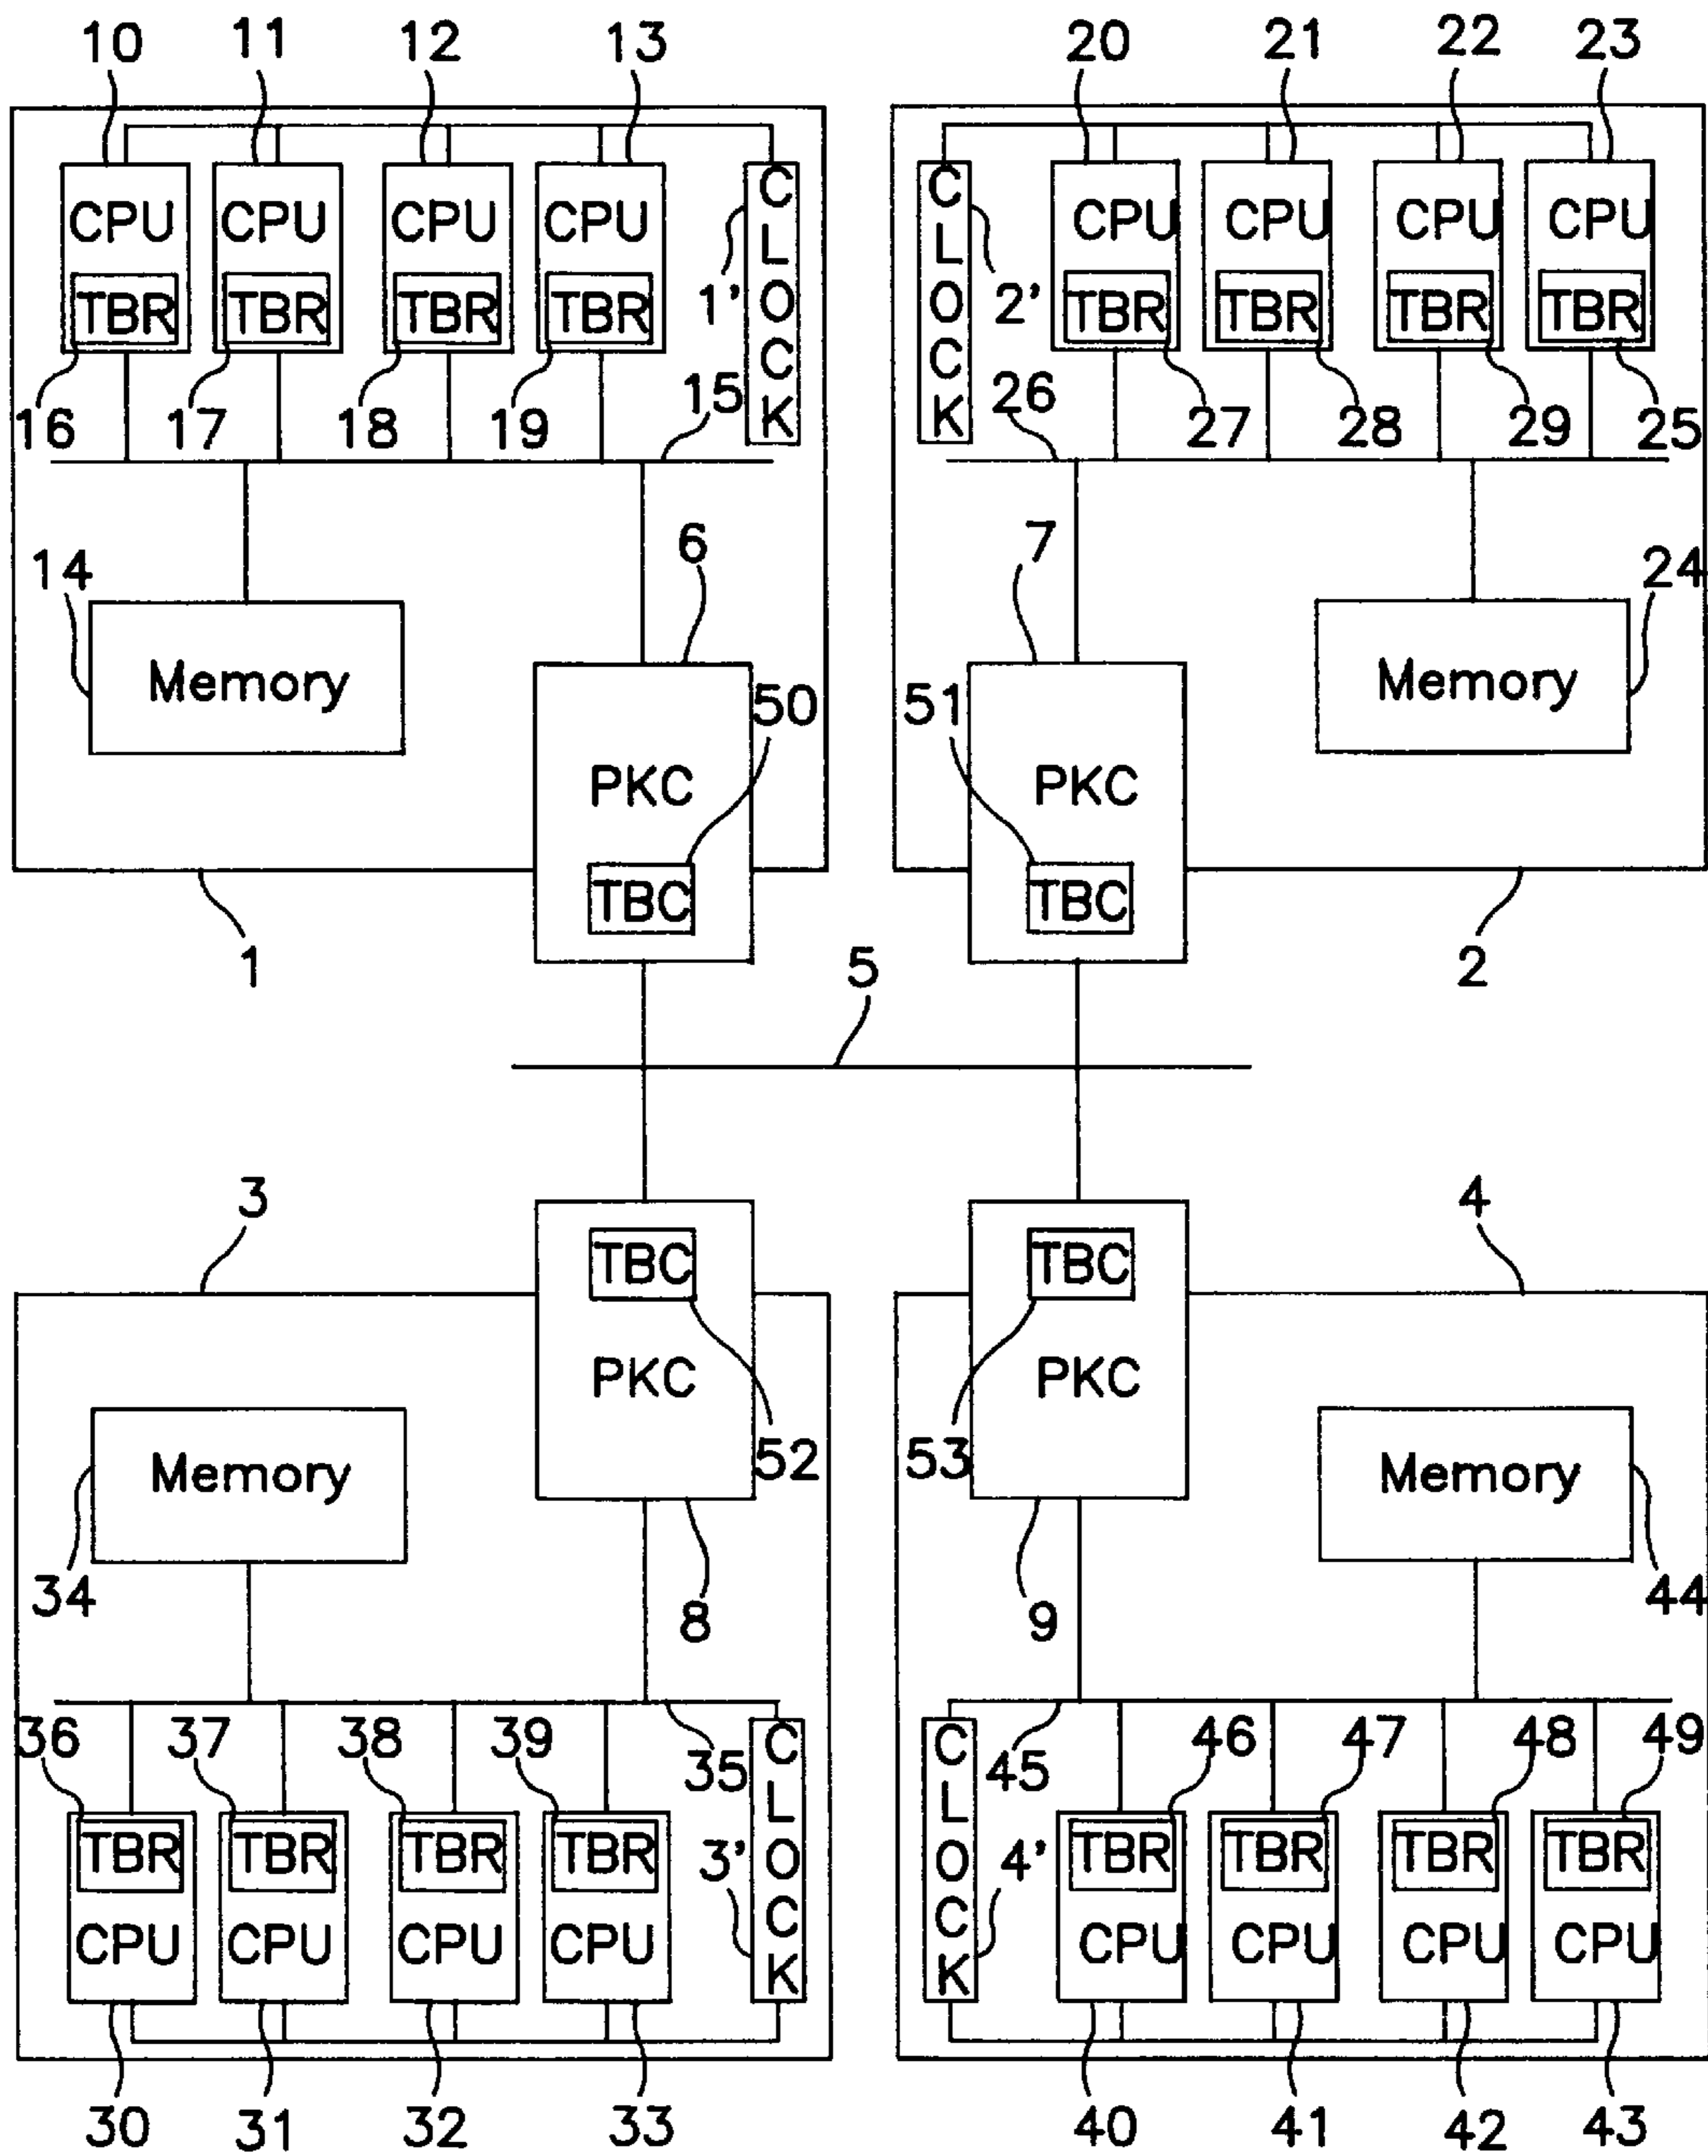 10 11 12 13 20 21 22 23
CPU CPU CPU CPU CLOCK CLOCK CPU CPU CPU CPU
1' 2'
TBR TBR TBR TBR TBR TBR TBR TBR
16 17 18 19 15 26 27 28 29 25
14 6 7 24
Memory 50 51 Memory
PKC PKC
TBC TBC
1 5 2
3 4
TBC TBC
PKC PKC
Memory 52 53 Memory
34 8 9 44
36 37 38 39 35 CLOCK CLOCK 45 46 47 48 49
TBR TBR TBR TBR 3' 4' TBR TBR TBR TBR
CPU CPU CPU CPU CPU CPU CPU CPU
30 31 32 33 40 41 42 43